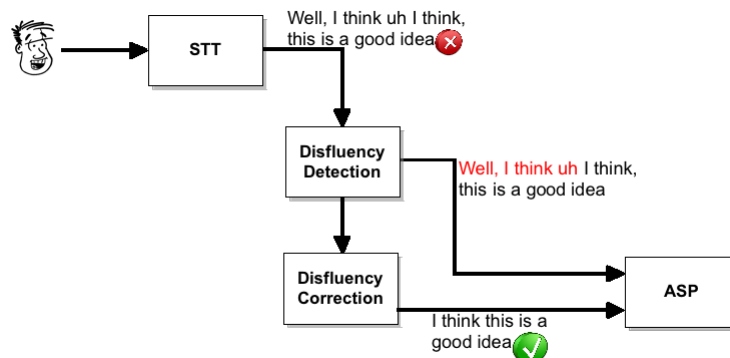 Well, I think uh I think,
this is a good idea
STT
Disfluency
Detection
Well, I think uh I think,
this is a good idea
Disfluency
Correction
ASP
I think this is a
good idea